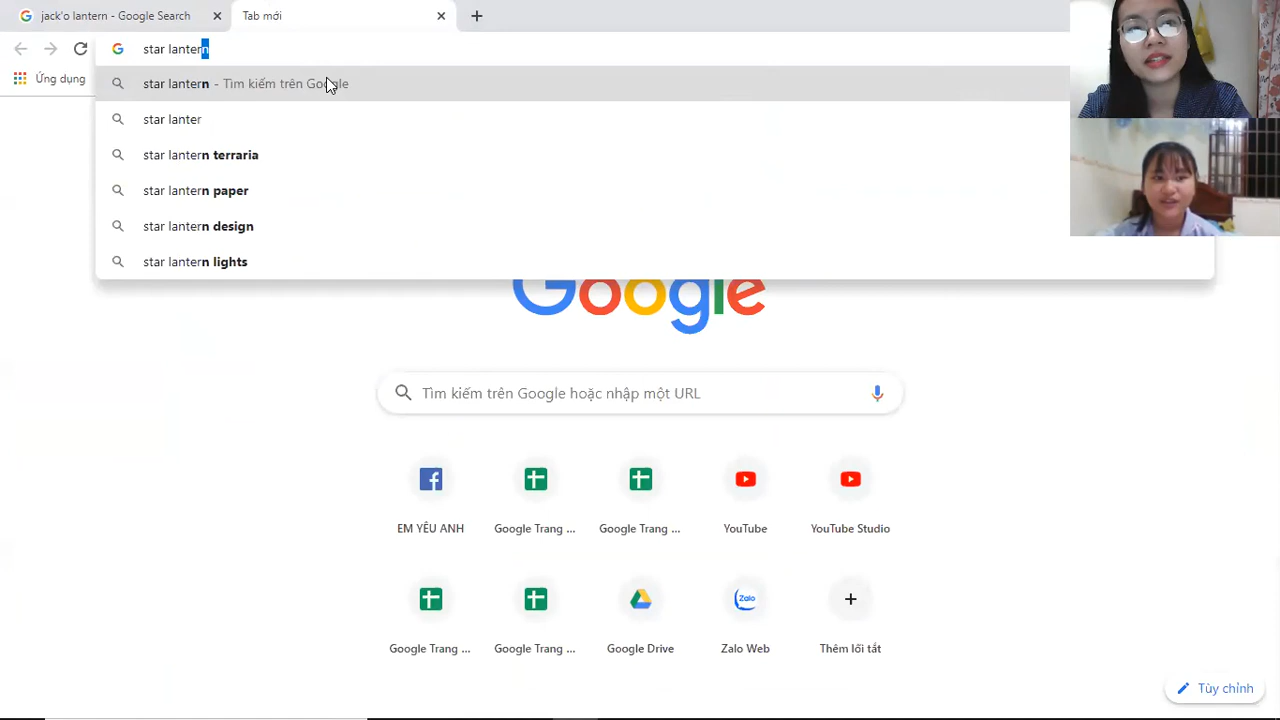 jack'o lantern - Google Search
Tab mới
star lantern
Ứng dụng
star lantern - Tìm kiếm trên Google
star lanter
star lantern terraria
star lantern paper
star lantern design
star lantern lights
Google
Tìm kiếm trên Google hoặc nhập một URL
EM YÊU ANH
Google Trang ...
Google Trang ...
YouTube
YouTube Studio
Zalo
Google Trang ...
Google Trang ...
Google Drive
Zalo Web
Thêm lối tắt
Tùy chỉnh